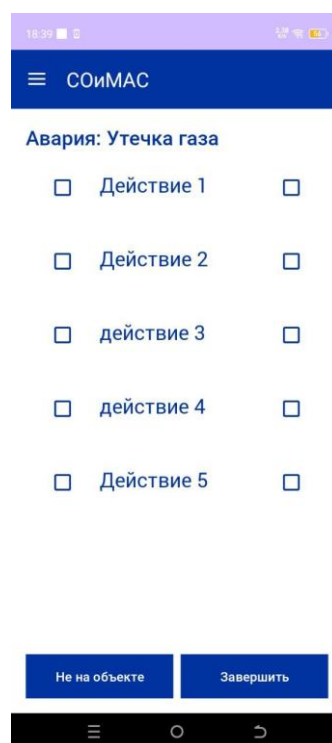 18:39
56
СОиМАС
Авария: Утечка газа
Действие 1
Действие 2
действие 3
действие 4
Действие 5
Не на объекте
Завершить